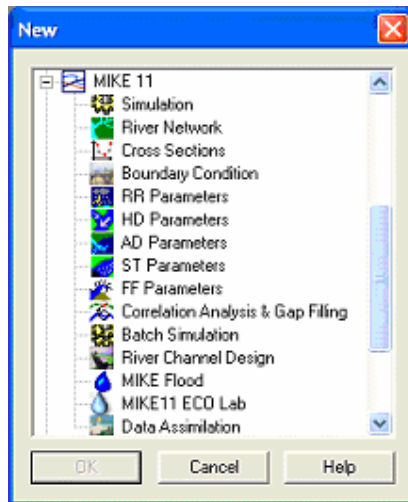 New
MIKE 11
Simulation
River Network
Cross Sections
Boundary Condition
RR Parameters
HD Parameters
AD Parameters
ST Parameters
FF Parameters
Correlation Analysis & Gap Filling
Batch Simulation
River Channel Design
MIKE Flood
MIKE11 ECO Lab
Data Assimilation
OK Cancel Help